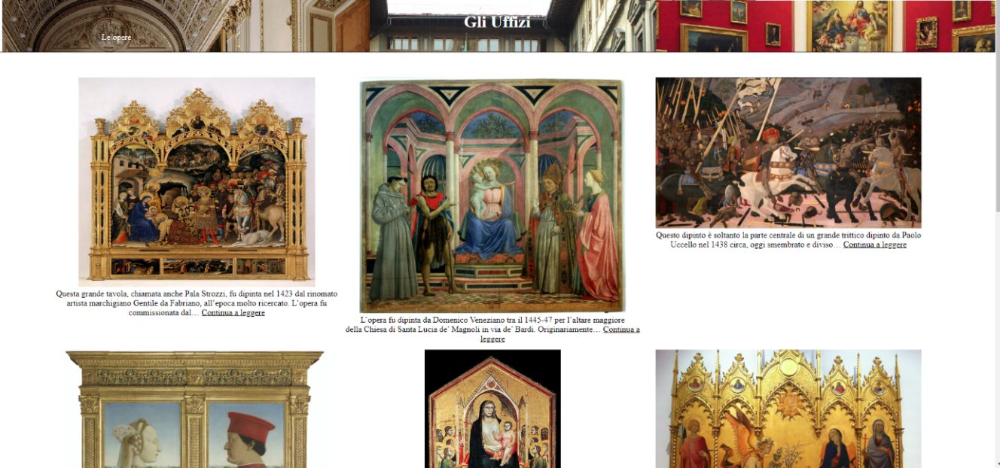 Gli Uffizi
Le opere
Questa grande tavola, chiamata anche Pala Strozzi, fu dipinta nel 1423 dal rinomato
artista marchigiano Gentile da Fabriano, all'epoca molto ricercato. L'opera fu
commissionata dal… Continua a leggere
L'opera fu dipinta da Domenico Veneziano tra il 1445-47 per l'altare maggiore
della Chiesa di Santa Lucia de' Magnoli in via de' Bardi. Originariamente… Continua a
leggere
Questo dipinto è soltanto la parte centrale di un grande trittico dipinto da Paolo
Uccello nel 1438 circa, oggi smembrato e diviso… Continua a leggere